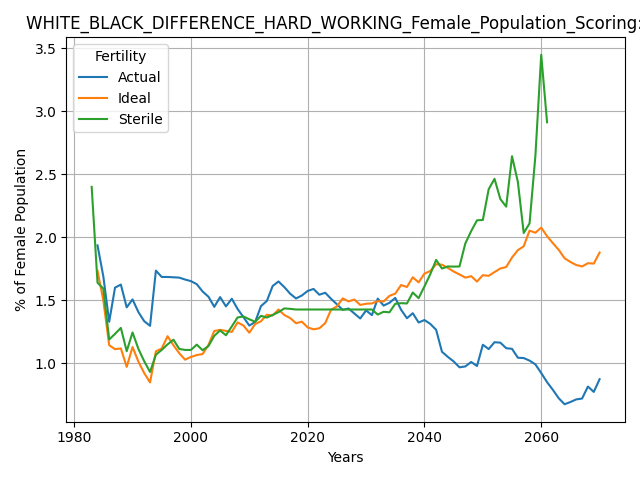 WHITE_BLACK_DIFFERENCE_HARD_WORKING_Female_Population_Scoring:
Fertility
Actual
Ideal
Sterile
% of Female Population
3.5
3.0
2.5
2.0
1.5
1.0
1980
2000
2020
2040
2060
Years